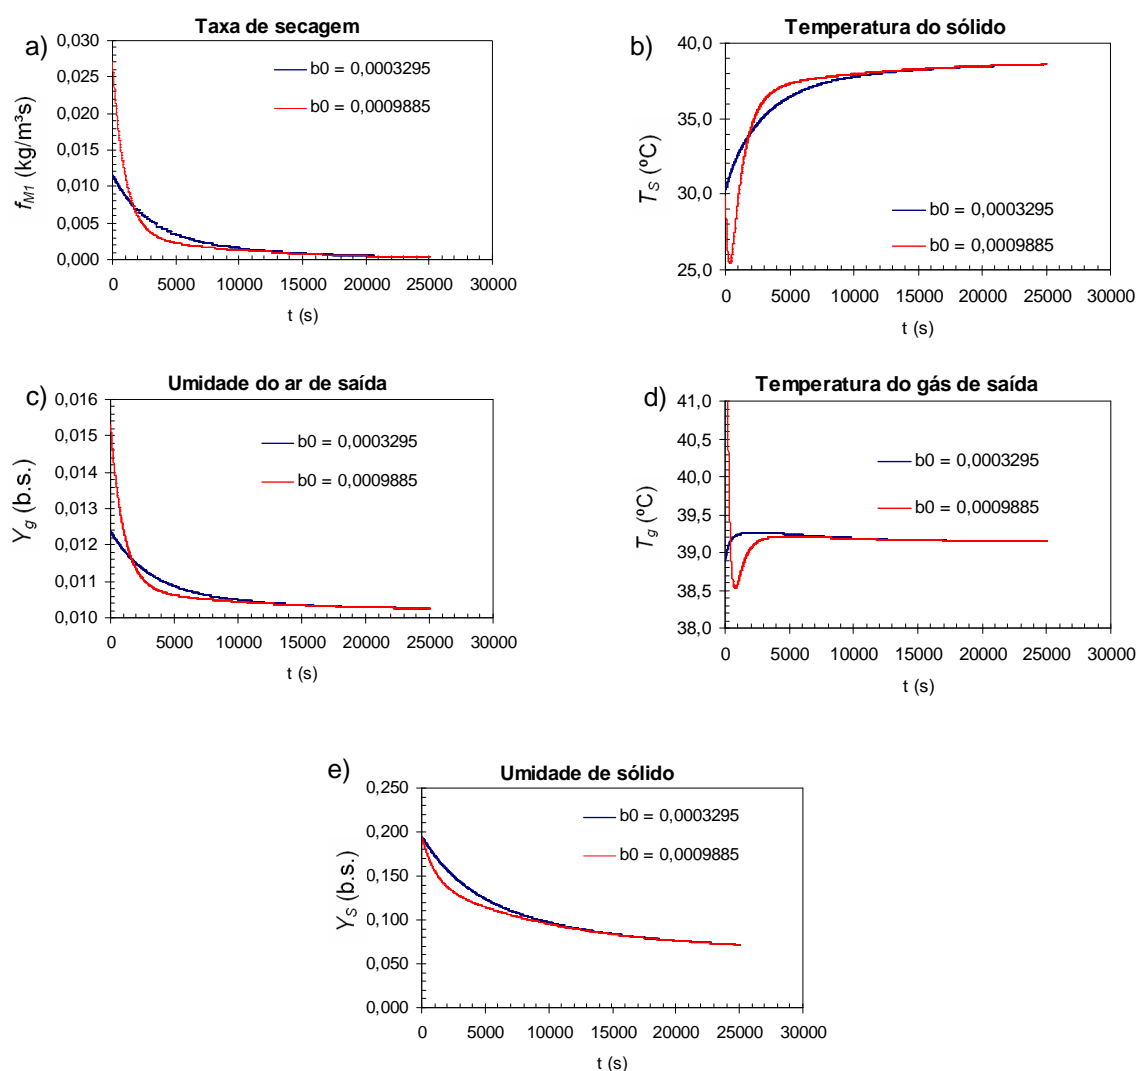 a)
Taxa de secagem
0,030
0,025
0,020
0,015
0,010
0,005
0,000
f_M1 (kg/m³s)
b0 = 0,0003295
b0 = 0,0009885
0 5000 10000 15000 20000 25000 30000
t (s)
b)
Temperatura do sólido
40,0
35,0
30,0
25,0
T_S (ºC)
b0 = 0,0003295
b0 = 0,0009885
0 5000 10000 15000 20000 25000 30000
t (s)
c)
Umidade do ar de saída
0,016
0,015
0,014
0,013
0,012
0,011
0,010
Y_g (b.s.)
b0 = 0,0003295
b0 = 0,0009885
0 5000 10000 15000 20000 25000 30000
t (s)
d)
Temperatura do gás de saída
41,0
40,5
40,0
39,5
39,0
38,5
38,0
T_g (ºC)
b0 = 0,0003295
b0 = 0,0009885
0 5000 10000 15000 20000 25000 30000
t (s)
e)
Umidade de sólido
0,250
0,200
0,150
0,100
0,050
0,000
Y_S (b.s.)
b0 = 0,0003295
b0 = 0,0009885
0 5000 10000 15000 20000 25000 30000
t (s)